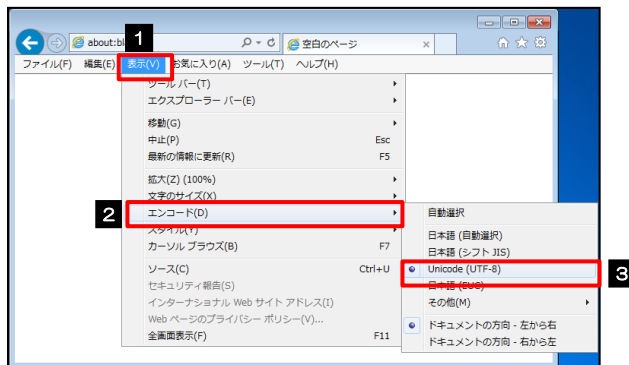 1
about:bl
空白のページ
ファイル(F) 編集(E) 表示(V) お気に入り(A) ツール(T) ヘルプ(H)
ツール バー(T)
エクスプローラー バー(E)
移動(G)
中止(P) Esc
最新の情報に更新(R) F5
拡大(Z) (100%)
文字のサイズ(X)
2
エンコード(D)
スタイル(Y)
カーソル ブラウズ(B) F7
ソース(C) Ctrl+U
セキュリティ報告(S)
インターナショナル Web サイト アドレス(I)
Web ページのプライバシー ポリシー(V)...
全画面表示(F) F11
自動選択
日本語 (自動選択)
日本語 (シフト JIS)
Unicode (UTF-8)
3
日本語 (EUC)
その他(M)
ドキュメントの方向 - 左から右
ドキュメントの方向 - 右から左